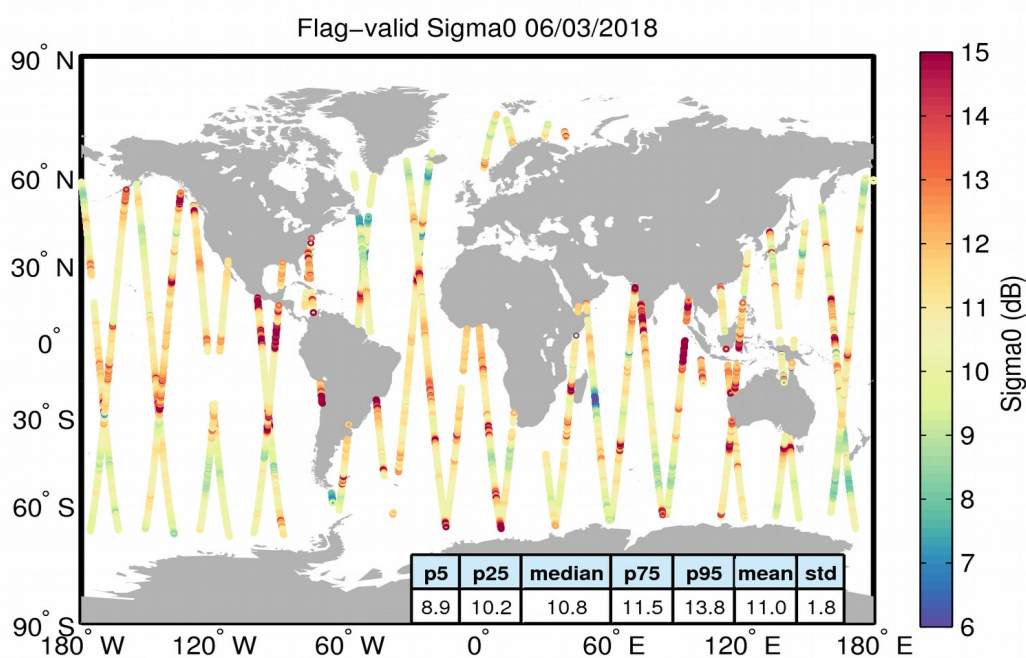 Flag−valid Sigma0 06/03/2018
90° N
60° N
30° N
0°
30° S
60° S
90° S
180° W
120° W
60° W
0°
60° E
120° E
180° E
p5 p25 median p75 p95 mean std
8.9 10.2 10.8 11.5 13.8 11.0 1.8
15
14
13
12
11
10
9
8
7
6
Sigma0 (dB)